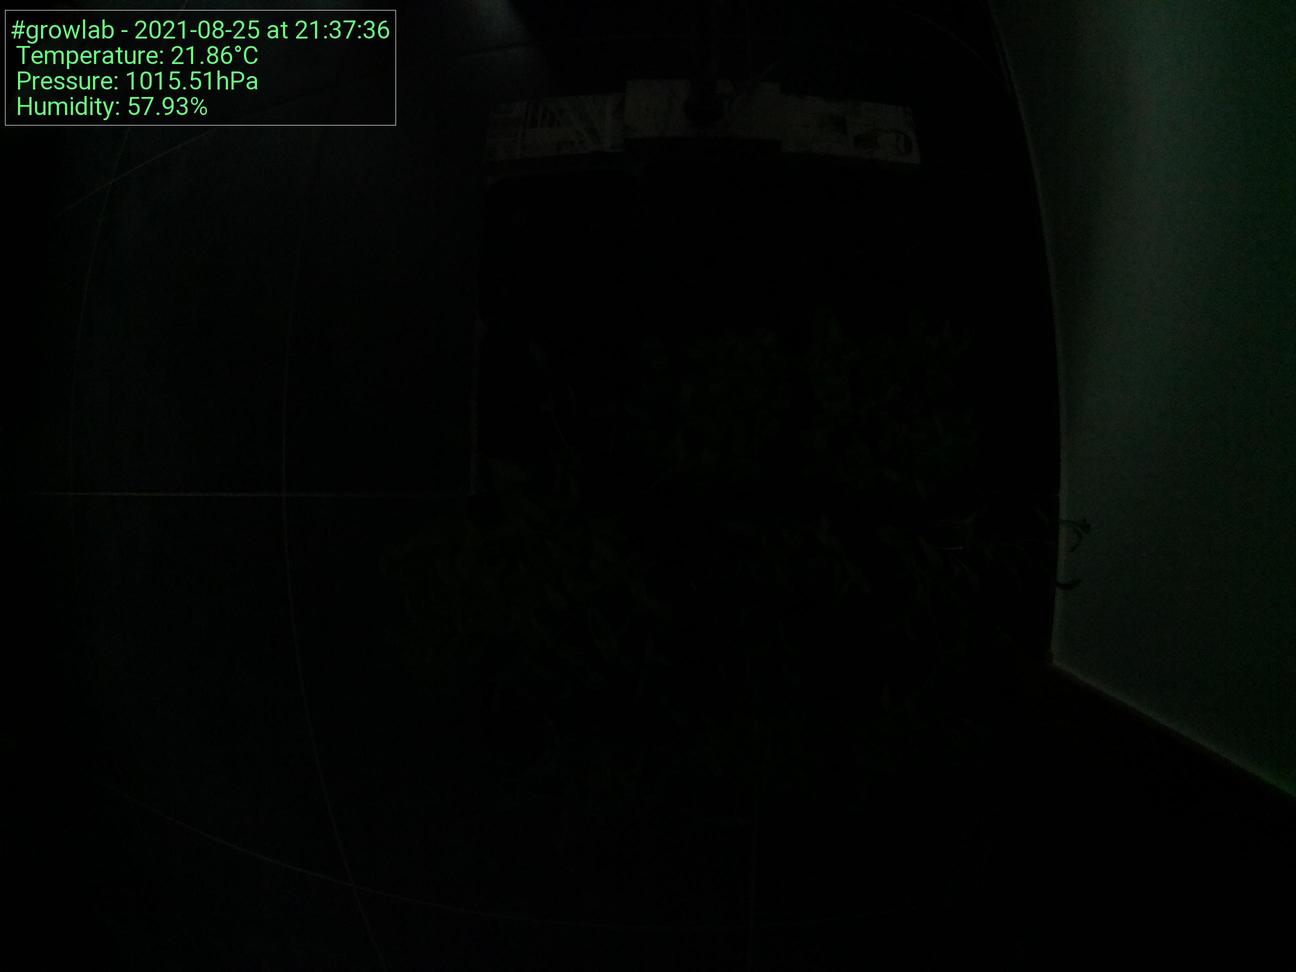 #growlab - 2021-08-25 at 21:37:36
Temperature: 21.86°C
Pressure: 1015.51hPa
Humidity: 57.93%